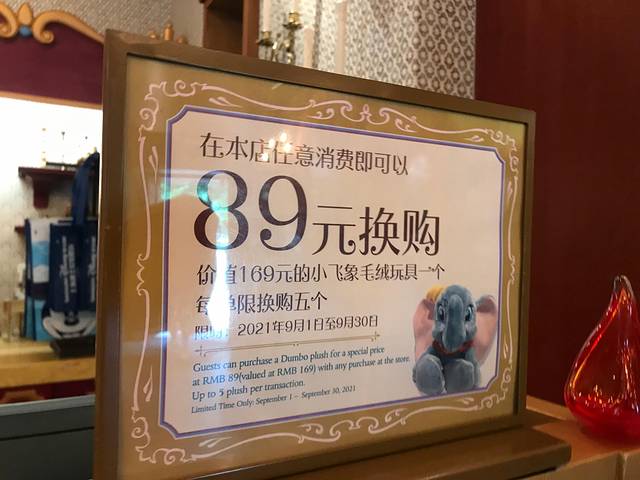 在本店任意消费即可以
89元换购
价值169元的小飞象毛绒玩具一个
每单限换购五个
限时：2021年9月1日至9月30日
Guests can purchase a Dumbo plush for a special price
at RMB 89(valued at RMB 169) with any purchase at the store.
Up to 5 plush per transaction.
Limited Time Only: September 1 – September 30, 2021